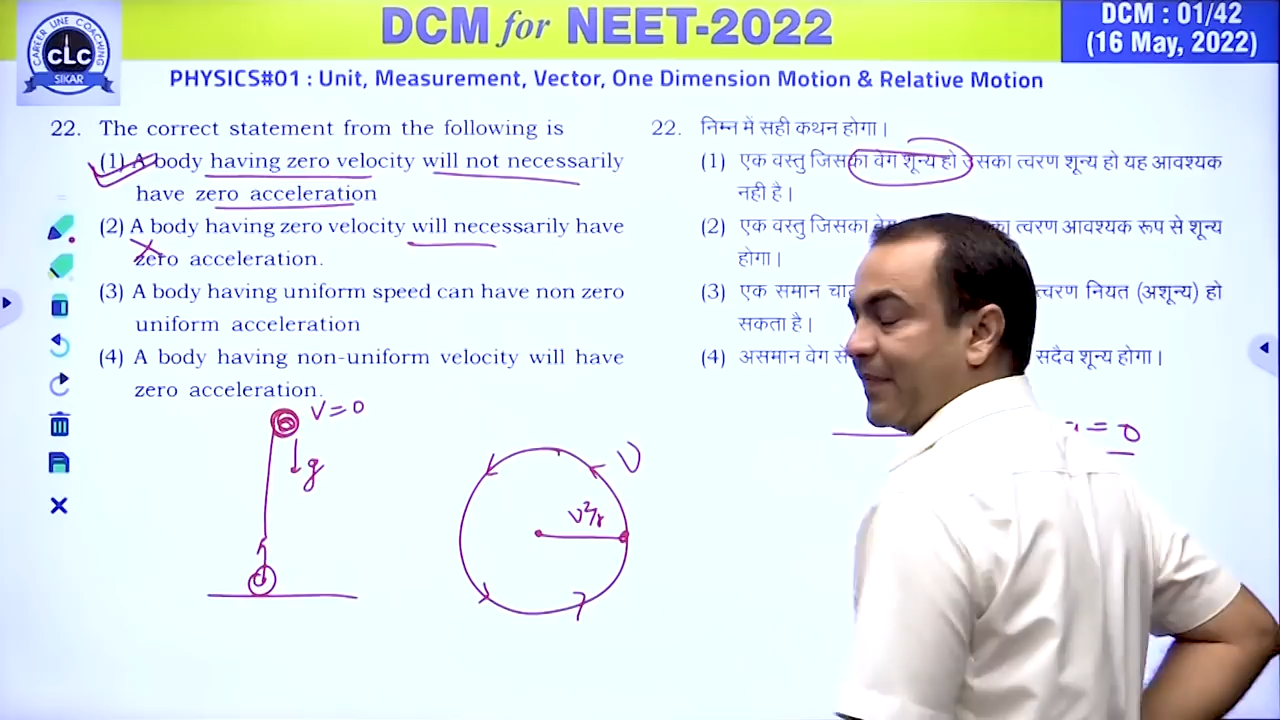 CAREER LINE COACHING
CLC
SIKAR
DCM for NEET-2022
DCM : 01/42
(16 May, 2022)
PHYSICS#01 : Unit, Measurement, Vector, One Dimension Motion & Relative Motion
22. The correct statement from the following is
(1) A body having zero velocity will not necessarily
have zero acceleration
(2) A body having zero velocity will necessarily have
zero acceleration.
(3) A body having uniform speed can have non zero
uniform acceleration
(4) A body having non-uniform velocity will have
zero acceleration.
22. निम्न में सही कथन होगा।
(1) एक वस्तु जिसका वेग शून्य हो उसका त्वरण शून्य हो यह आवश्यक
नही है।
(2) एक वस्तु जिसका त्वरण आवश्यक रूप से शून्य
होगा।
(3) एक समान त्वरण नियत (अशून्य) हो
सकता है।
(4) असमान वेग से सदैव शून्य होगा।
V = 0
g
V
v²/r
= 0